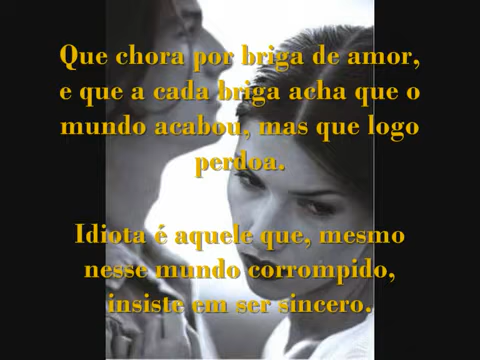 Que chora por briga de amor,
e que a cada briga acha que o
mundo acabou, mas que logo
perdoa.
Idiota é aquele que, mesmo
nesse mundo corrompido,
insiste em ser sincero.